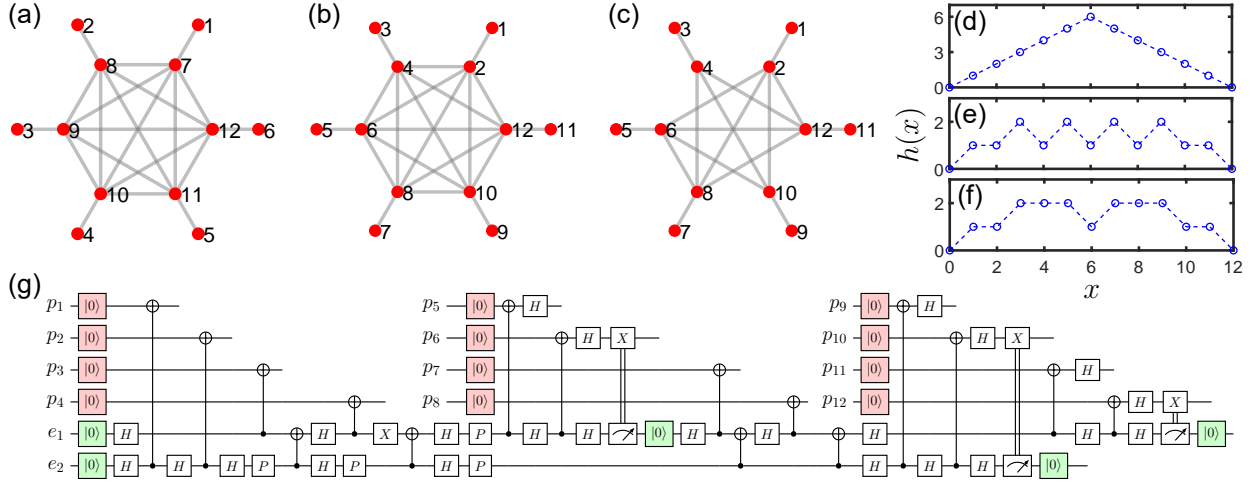 (a)
2 1
8 7
9 3 12 6
10 11
4 5
(b)
3 1
4 2
5 6 12 11
8 10
7 9
(c)
3 1
4 2
5 6 12 11
8 10
7 9
h(x)
(d)
6
3
0
(e)
2
0
(f)
2
0
0 2 4 6 8 10 12
x
(g)
p₁ |0⟩ p₅ |0⟩ H p₉ |0⟩ H
p₂ |0⟩ p₆ |0⟩ H X p₁₀ |0⟩ H X
p₃ |0⟩ p₇ |0⟩ p₁₁ |0⟩ H
p₄ |0⟩ p₈ |0⟩ p₁₂ |0⟩ H X
e₁ |0⟩ H H X H P H H |0⟩ H H H H H |0⟩
e₂ |0⟩ H H H P H P H P H H H |0⟩